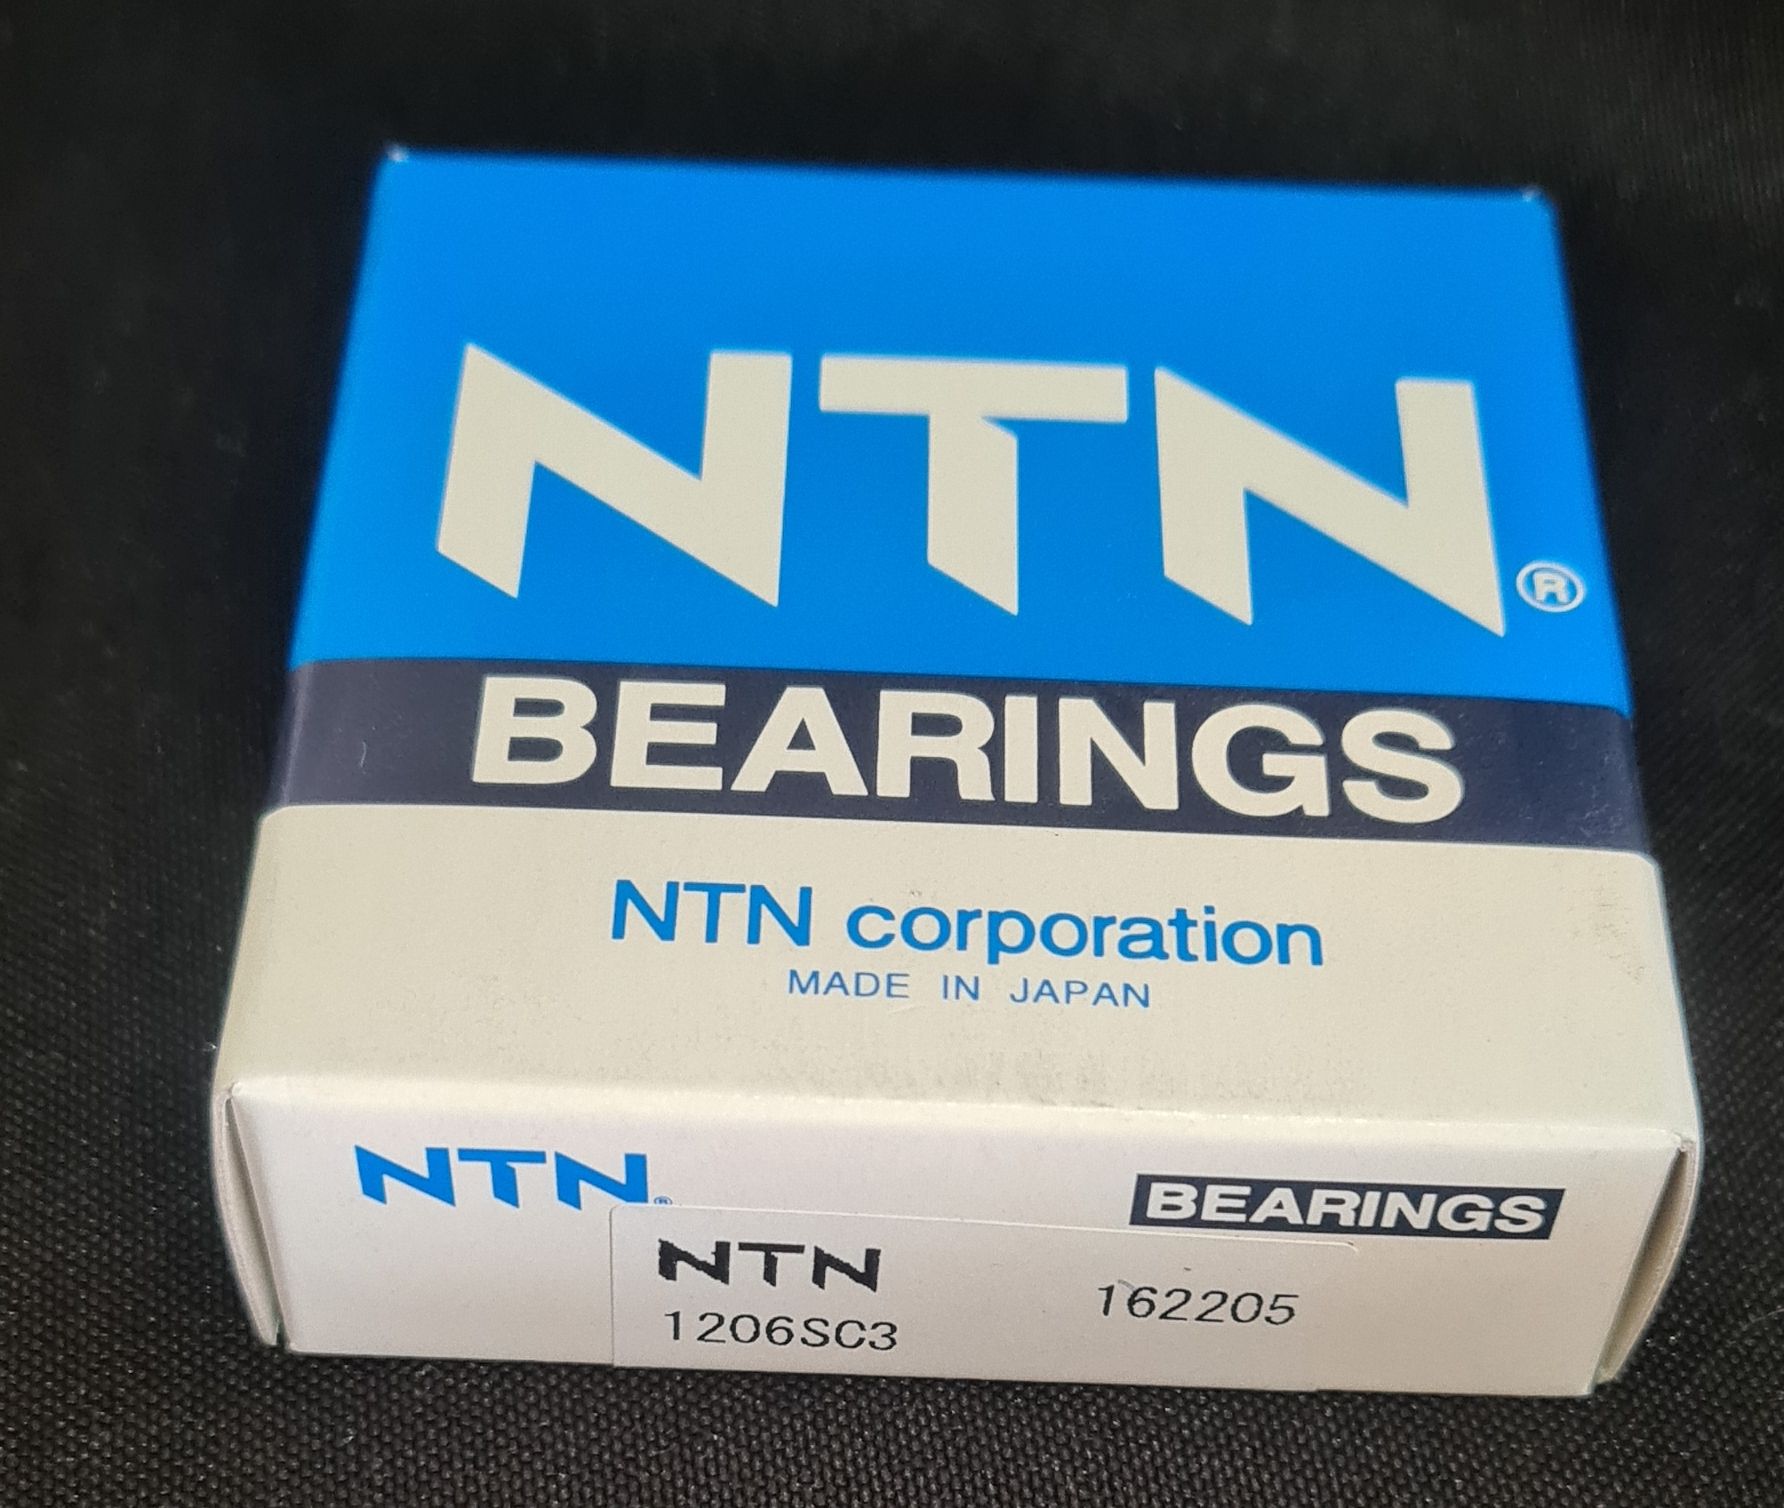 NTN®
BEARINGS
NTN corporation
MADE IN JAPAN
NTN®
BEARINGS
NTN
162205
1206SC3